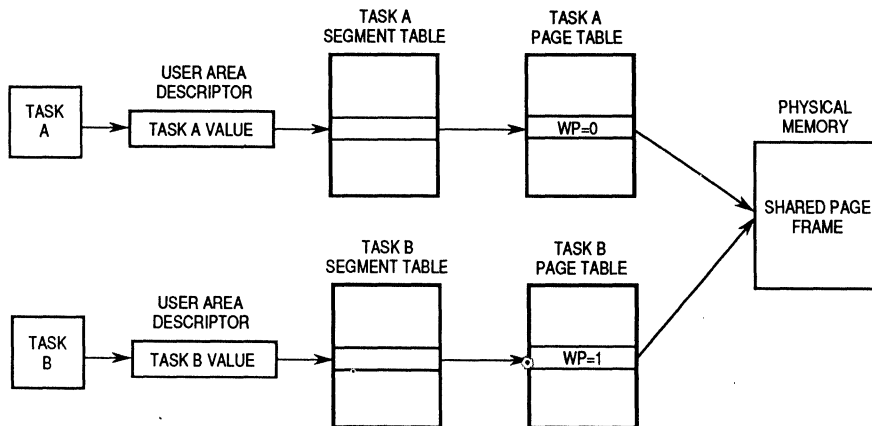 TASK A
SEGMENT TABLE
TASK A
PAGE TABLE
USER AREA
DESCRIPTOR
TASK
A
TASK A VALUE
WP=0
PHYSICAL
MEMORY
SHARED PAGE
FRAME
TASK B
SEGMENT TABLE
TASK B
PAGE TABLE
USER AREA
DESCRIPTOR
TASK
B
TASK B VALUE
WP=1